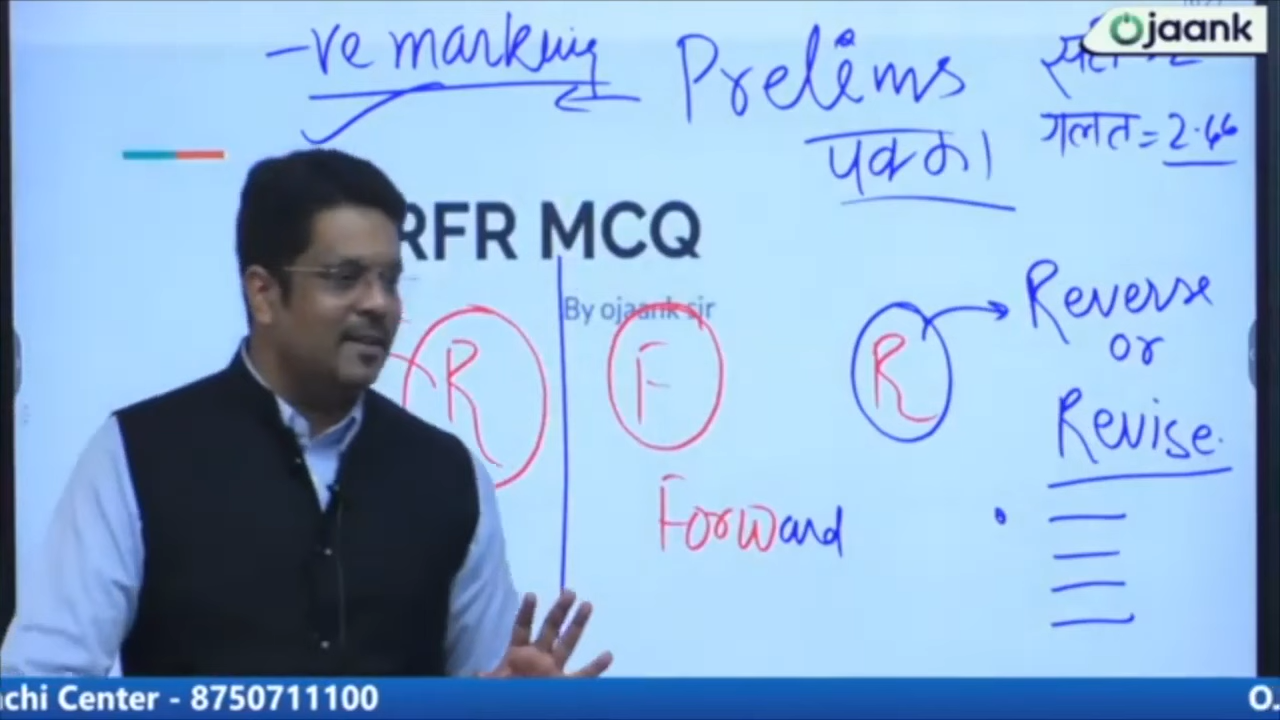 -ve marking
Prelims
पक्का
गलत = 2.66
Ojaank
RFR MCQ
By ojaank sir
R
F
R
Reverse
or
Revise.
Forward
chi Center - 8750711100
O